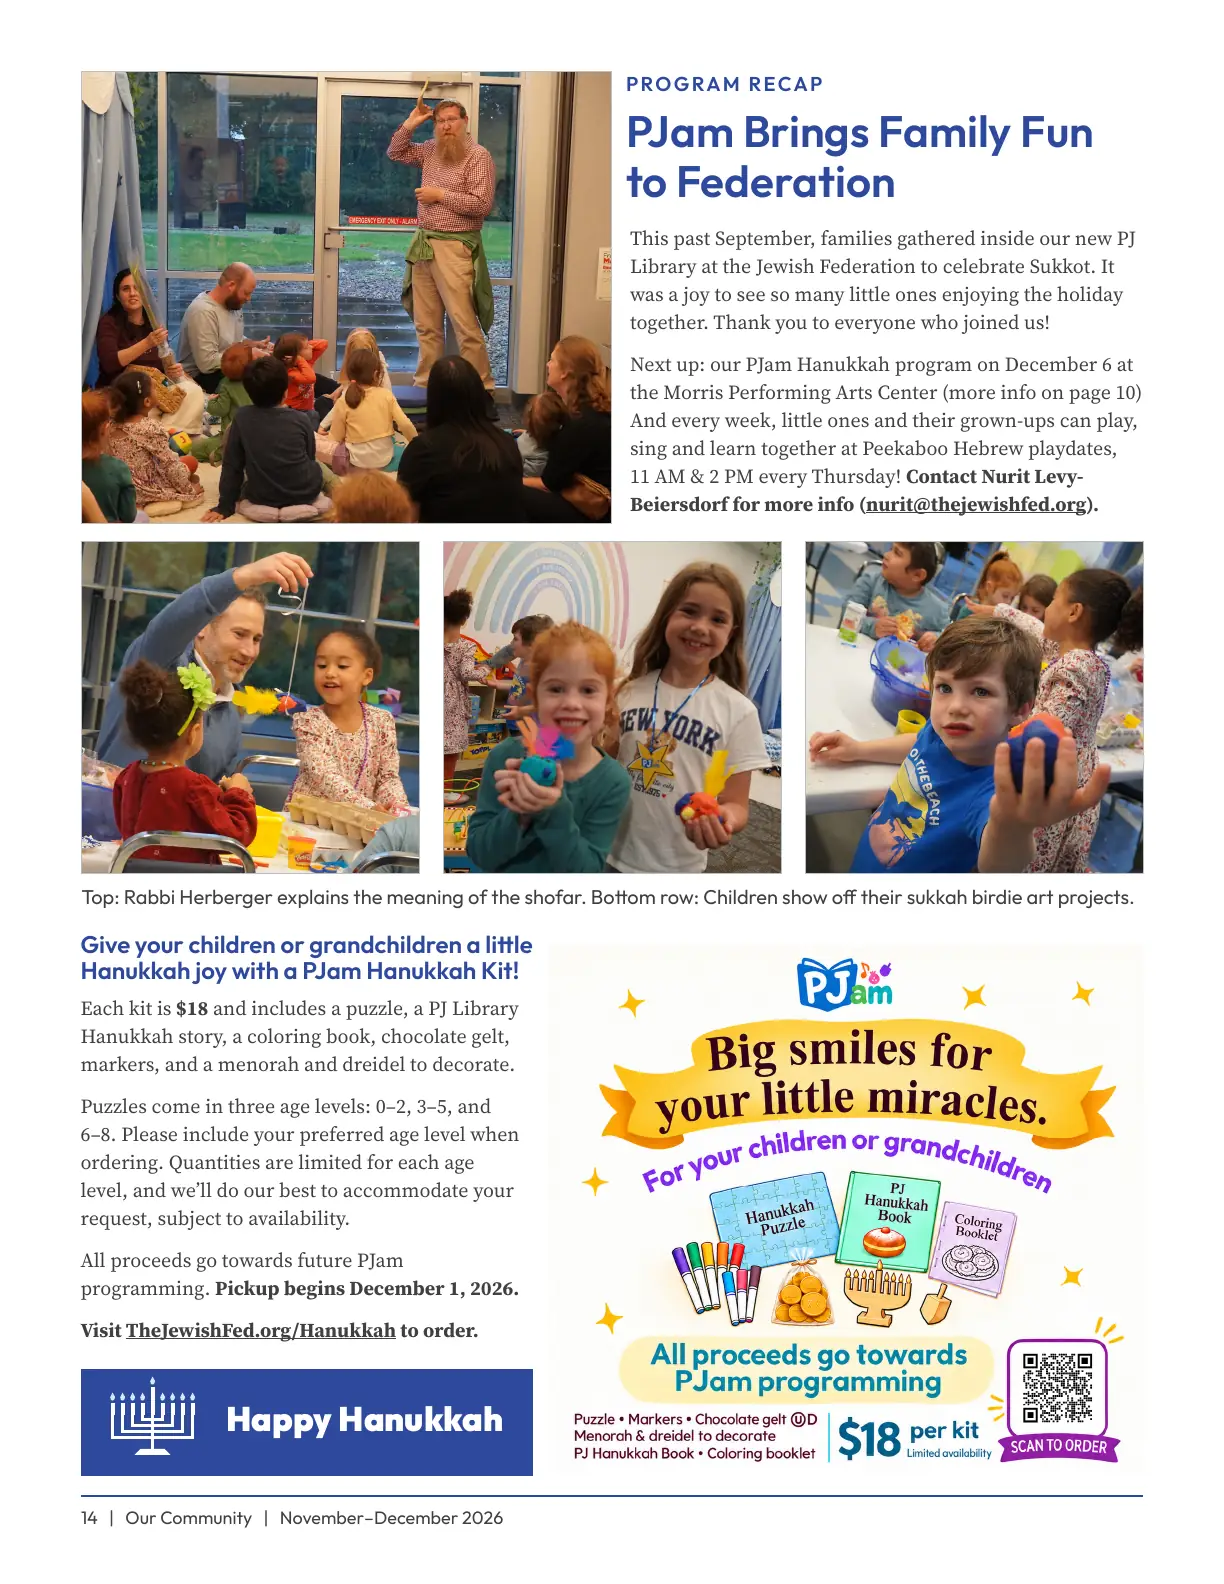 PROGRAM RECAP
PJam Brings Family Fun
to Federation
This past September, families gathered inside our new PJ
Library at the Jewish Federation to celebrate Sukkot. It
was a joy to see so many little ones enjoying the holiday
together. Thank you to everyone who joined us!
Next up: our PJam Hanukkah program on December 6 at
the Morris Performing Arts Center (more info on page 10)
And every week, little ones and their grown-ups can play,
sing and learn together at Peekaboo Hebrew playdates,
11 AM & 2 PM every Thursday! Contact Nurit Levy-
Beiersdorf for more info (nurit@thejewishfed.org).
EMERGENCY EXIT ONLY - ALARM
NEW YORK
PJ
O THE BEACH
Top: Rabbi Herberger explains the meaning of the shofar. Bottom row: Children show off their sukkah birdie art projects.
Give your children or grandchildren a little
Hanukkah joy with a PJam Hanukkah Kit!
Each kit is $18 and includes a puzzle, a PJ Library
Hanukkah story, a coloring book, chocolate gelt,
markers, and a menorah and dreidel to decorate.
Puzzles come in three age levels: 0–2, 3–5, and
6–8. Please include your preferred age level when
ordering. Quantities are limited for each age
level, and we’ll do our best to accommodate your
request, subject to availability.
All proceeds go towards future PJam
programming. Pickup begins December 1, 2026.
Visit TheJewishFed.org/Hanukkah to order.
Happy Hanukkah
PJam
Big smiles for
your little miracles.
For your children or grandchildren
Hanukkah
Puzzle
PJ
Hanukkah
Book
Coloring
Booklet
All proceeds go towards
PJam programming
Puzzle • Markers • Chocolate gelt ⓊD
Menorah & dreidel to decorate
PJ Hanukkah Book • Coloring booklet
$18 per kit
Limited availability
SCAN TO ORDER
14 | Our Community | November–December 2026